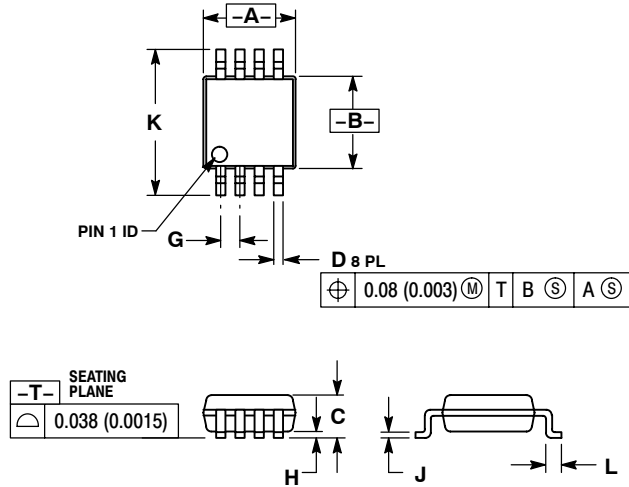 –A–
K
–B–
PIN 1 ID
G
D 8 PL
⌖ 0.08 (0.003) Ⓜ T B Ⓢ A Ⓢ
–T– SEATING PLANE
⌓ 0.038 (0.0015)
C
H
J
L